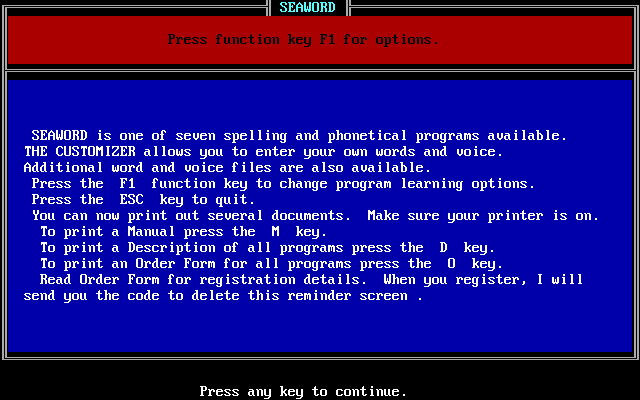 SEAWORD
Press function key F1 for options.
SEAWORD is one of seven spelling and phonetical programs available.
THE CUSTOMIZER allows you to enter your own words and voice.
Additional word and voice files are also available.
Press the F1 function key to change program learning options.
Press the ESC key to quit.
You can now print out several documents. Make sure your printer is on.
To print a Manual press the M key.
To print a Description of all programs press the D key.
To print an Order Form for all programs press the O key.
Read Order Form for registration details. When you register, I will
send you the code to delete this reminder screen .
Press any key to continue.